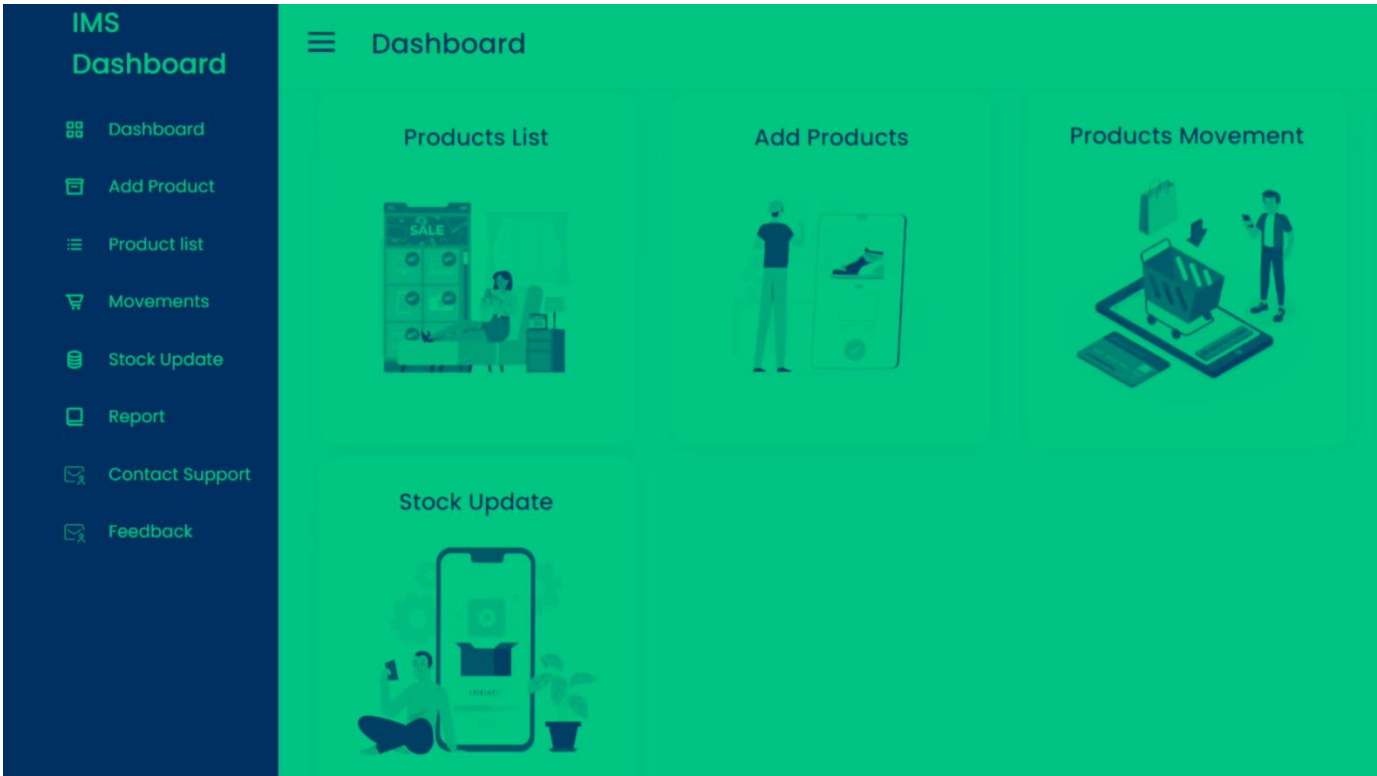 IMS
Dashboard
Dashboard
Add Product
Product list
Movements
Stock Update
Report
Contact Support
Feedback
Dashboard
Products List
Add Products
Products Movement
SALE
Stock Update
UPDATE